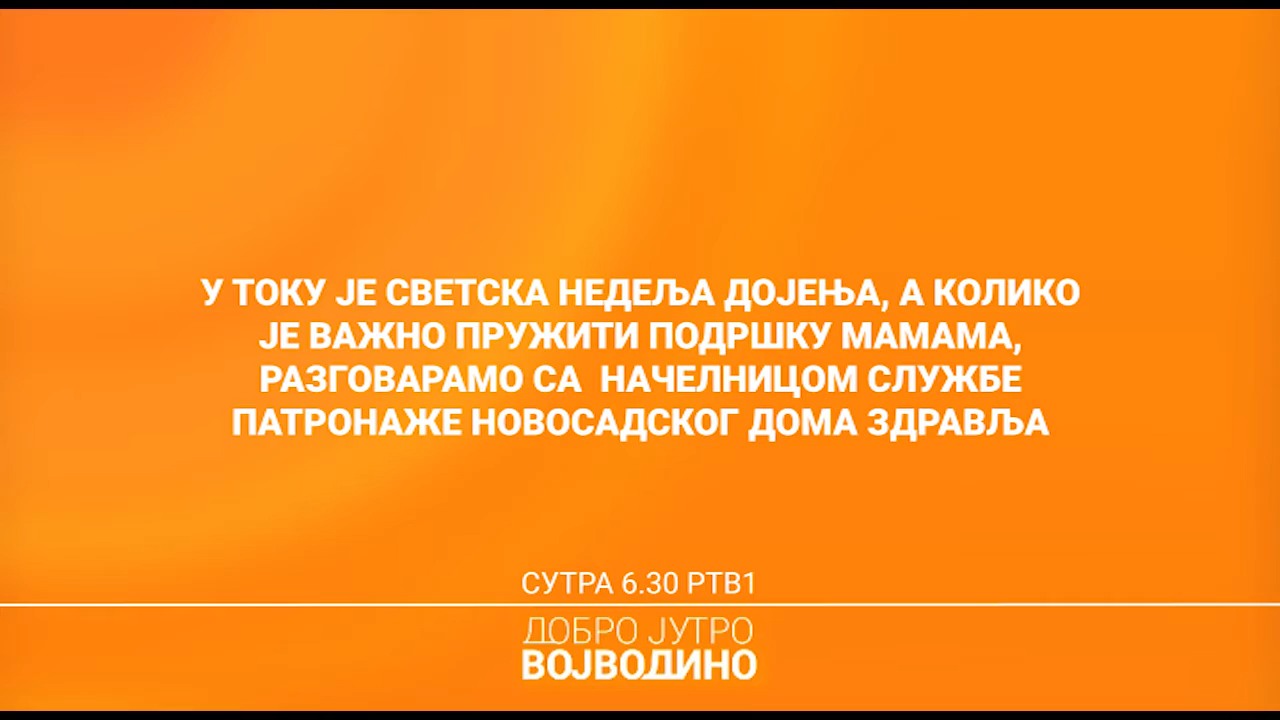 У ТОКУ ЈЕ СВЕТСКА НЕДЕЉА ДОЈЕЊА, А КОЛИКО
ЈЕ ВАЖНО ПРУЖИТИ ПОДРШКУ МАМАМА,
РАЗГОВАРАМО СА  НАЧЕЛНИЦОМ СЛУЖБЕ
ПАТРОНАЖЕ НОВОСАДСКОГ ДОМА ЗДРАВЉА
СУТРА 6.30 РТВ1
ДОБРО ЈУТРО
ВОЈВОДИНО